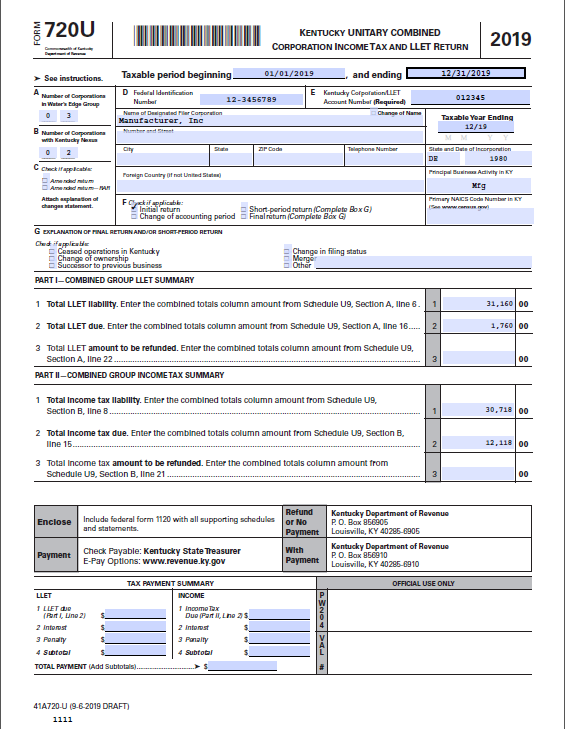 FORM 720U
Commonwealth of Kentucky
Department of Revenue
KENTUCKY UNITARY COMBINED
CORPORATION INCOME TAX AND LLET RETURN
2019
➤ See instructions.
Taxable period beginning 01/01/2019, and ending 12/31/2019
A Number of Corporations
in Water's Edge Group
0 3
B Number of Corporations
with Kentucky Nexus
0 2
C Check if applicable:
Amended return
Amended return—RAR
Attach explanation of
changes statement.
D Federal Identification
Number 12-3456789
E Kentucky Corporation/LLET
Account Number (Required) 012345
Name of Designated Filer Corporation
Change of Name
Manufacturer, Inc
Number and Street
City State ZIP Code Telephone Number
Foreign Country (if not United States)
F Check if applicable:
✓ Initial return
Change of accounting period
Short-period return (Complete Box G)
Final return (Complete Box G)
Taxable Year Ending
12/19
M M Y Y
State and Date of Incorporation
DE 1980
Principal Business Activity in KY
Mfg
Primary NAICS Code Number in KY
(See www.census.gov)
G EXPLANATION OF FINAL RETURN AND/OR SHORT-PERIOD RETURN
Check if applicable:
Ceased operations in Kentucky
Change of ownership
Successor to previous business
Change in filing status
Merger
Other
PART I—COMBINED GROUP LLET SUMMARY
1 Total LLET liability. Enter the combined totals column amount from Schedule U9, Section A, line 6. 1 31,160 00
2 Total LLET due. Enter the combined totals column amount from Schedule U9, Section A, line 16..... 2 1,760 00
3 Total LLET amount to be refunded. Enter the combined totals column amount from Schedule U9,
Section A, line 22 3 00
PART II—COMBINED GROUP INCOME TAX SUMMARY
1 Total income tax liability. Enter the combined totals column amount from Schedule U9,
Section B, line 8 1 30,718 00
2 Total income tax due. Enter the combined totals column amount from Schedule U9, Section B,
line 15 2 12,118 00
3 Total income tax amount to be refunded. Enter the combined totals column amount from
Schedule U9, Section B, line 21 3 00
Enclose
Include federal form 1120 with all supporting schedules
and statements.
Refund
or No
Payment
Kentucky Department of Revenue
P. O. Box 856905
Louisville, KY 40285-6905
Payment
Check Payable: Kentucky State Treasurer
E-Pay Options: www.revenue.ky.gov
With
Payment
Kentucky Department of Revenue
P. O. Box 856910
Louisville, KY 40285-6910
TAX PAYMENT SUMMARY
OFFICIAL USE ONLY
LLET
1 LLET due
(Part I, Line 2) $
2 Interest $
3 Penalty $
4 Subtotal $
INCOME
1 Income Tax
Due (Part II, Line 2) $
2 Interest $
3 Penalty $
4 Subtotal $
TOTAL PAYMENT (Add Subtotals) ➤ $
P
W
2
0
4
V
A
L
#
41A720-U (9-6-2019 DRAFT)
1111